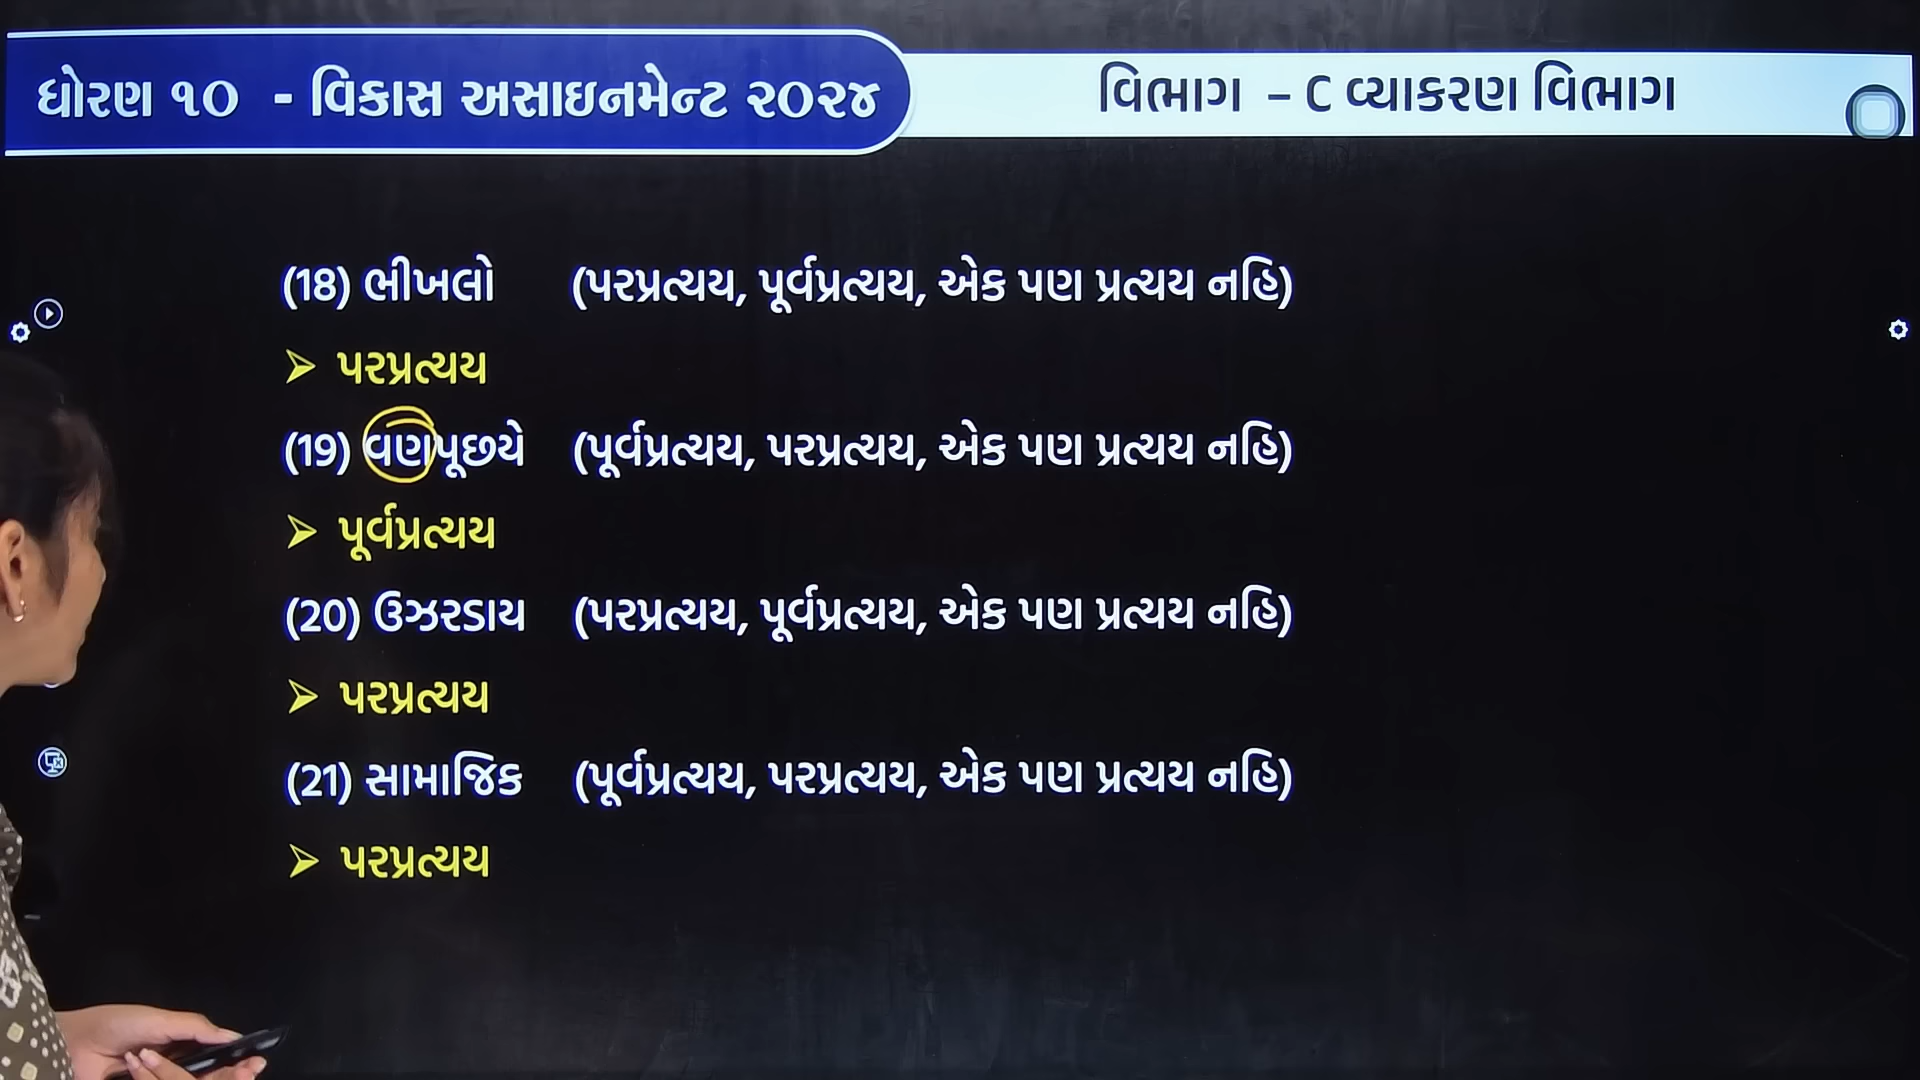 ધોરણ ૧૦ - વિકાસ અસાઇનમેન્ટ ૨૦૨૪
વિભાગ – C વ્યાકરણ વિભાગ
(18) ભીખલો (પરપ્રત્યય, પૂર્વપ્રત્યય, એક પણ પ્રત્યય નહિ)
➤ પરપ્રત્યય
(19) વણપૂછયે (પૂર્વપ્રત્યય, પરપ્રત્યય, એક પણ પ્રત્યય નહિ)
➤ પૂર્વપ્રત્યય
(20) ઉઝરડાય (પરપ્રત્યય, પૂર્વપ્રત્યય, એક પણ પ્રત્યય નહિ)
➤ પરપ્રત્યય
(21) સામાજિક (પૂર્વપ્રત્યય, પરપ્રત્યય, એક પણ પ્રત્યય નહિ)
➤ પરપ્રત્યય